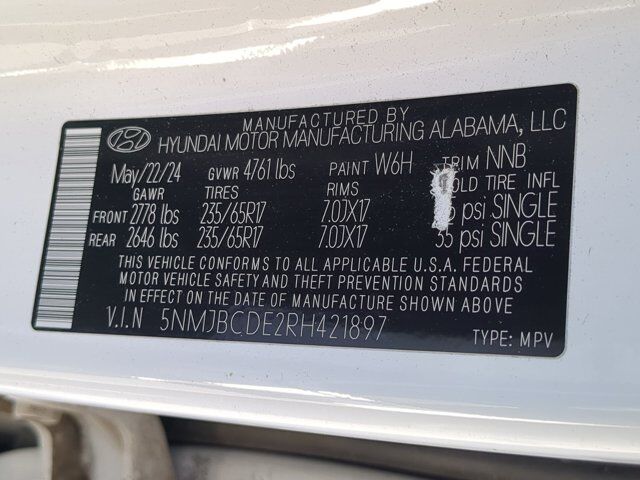 MANUFACTURED BY
HYUNDAI MOTOR MANUFACTURING ALABAMA, LLC
May/22/24 GVWR 4761 lbs PAINT W6H TRIM NNB
GAWR TIRES RIMS COLD TIRE INFL
FRONT 2778 lbs 235/65R17 7.0JX17 psi SINGLE
REAR 2646 lbs 235/65R17 7.0JX17 35 psi SINGLE
THIS VEHICLE CONFORMS TO ALL APPLICABLE U.S.A. FEDERAL
MOTOR VEHICLE SAFETY AND THEFT PREVENTION STANDARDS
IN EFFECT ON THE DATE OF MANUFACTURE SHOWN ABOVE
V.I.N 5NMJBCDE2RH421897 TYPE: MPV